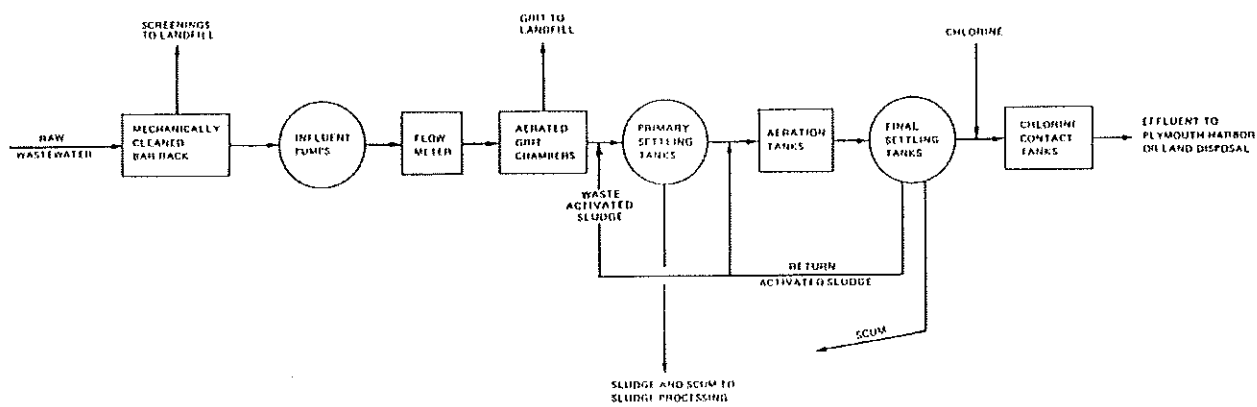 SCREENINGS
TO LANDFILL
GRIT TO
LANDFILL
CHLORINE
RAW
WASTEWATER
MECHANICALLY
CLEANED
BAR RACK
INFLUENT
PUMPS
FLOW
METER
AERATED
GRIT
CHAMBERS
PRIMARY
SETTLING
TANKS
AERATION
TANKS
FINAL
SETTLING
TANKS
CHLORINE
CONTACT
TANKS
EFFLUENT TO
PLYMOUTH HARBOR
OR LAND DISPOSAL
WASTE
ACTIVATED
SLUDGE
RETURN
ACTIVATED SLUDGE
SCUM
SLUDGE AND SCUM TO
SLUDGE PROCESSING